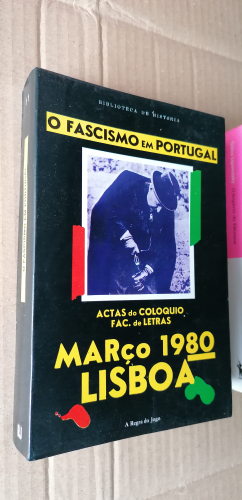 BIBLIOTECA DE HISTÓRIA
O FASCISMO EM PORTUGAL
ACTAS do COLOQUIO
FAC. de LETRAS
MARço 1980
LISBOA
A Regra do Jogo